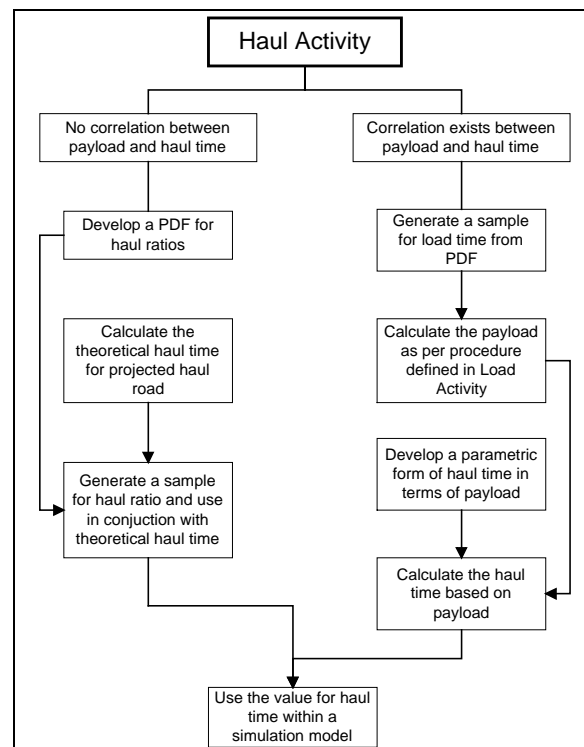 Haul Activity
No correlation between
payload and haul time
Develop a PDF for
haul ratios
Calculate the
theoretical haul time
for projected haul
road
Generate a sample
for haul ratio and use
in conjuction with
theoretical haul time
Correlation exists between
payload and haul time
Generate a sample
for load time from
PDF
Calculate the payload
as per procedure
defined in Load
Activity
Develop a parametric
form of haul time in
terms of payload
Calculate the haul
time based on
payload
Use the value for haul
time within a
simulation model